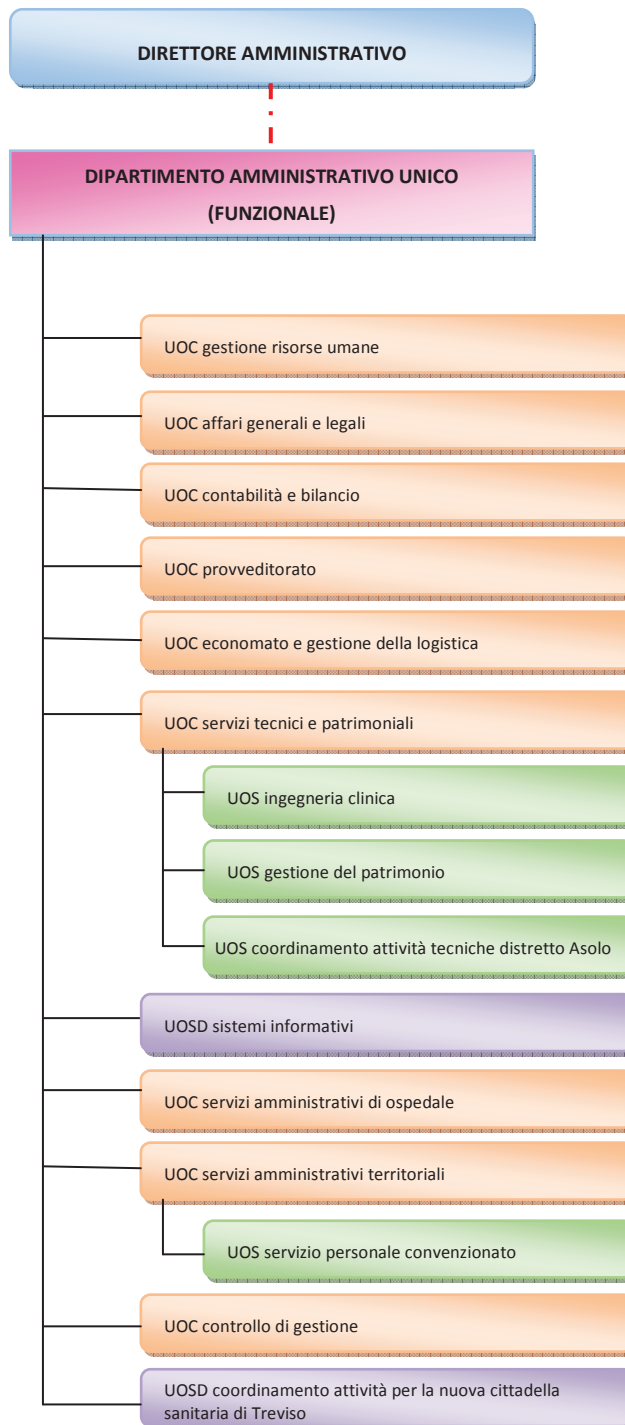 DIRETTORE AMMINISTRATIVO
DIPARTIMENTO AMMINISTRATIVO UNICO
(FUNZIONALE)
UOC gestione risorse umane
UOC affari generali e legali
UOC contabilità e bilancio
UOC provveditorato
UOC economato e gestione della logistica
UOC servizi tecnici e patrimoniali
UOS ingegneria clinica
UOS gestione del patrimonio
UOS coordinamento attività tecniche distretto Asolo
UOSD sistemi informativi
UOC servizi amministrativi di ospedale
UOC servizi amministrativi territoriali
UOS servizio personale convenzionato
UOC controllo di gestione
UOSD coordinamento attività per la nuova cittadella
sanitaria di Treviso